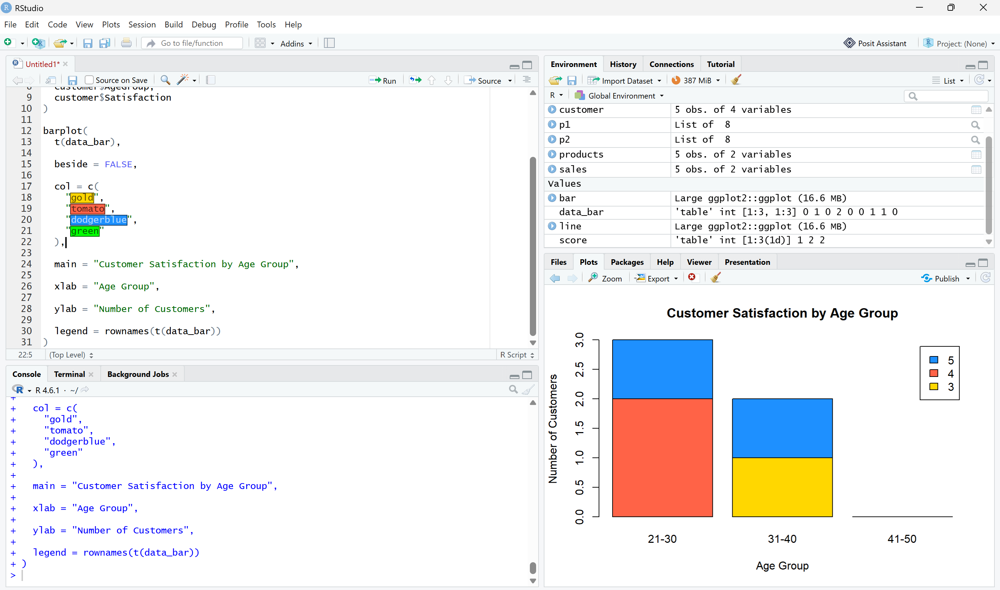 RStudio
File Edit Code View Plots Session Build Debug Profile Tools Help
Go to file/function Addins Posit Assistant Project: (None)
Untitled1*
Source on Save Run Source
8 customer$AgeGroup,
9 customer$Satisfaction
10 )
11
12 barplot(
13 t(data_bar),
14
15 beside = FALSE,
16
17 col = c(
18 "gold",
19 "tomato",
20 "dodgerblue",
21 "green"
22 ),
23
24 main = "Customer Satisfaction by Age Group",
25
26 xlab = "Age Group",
27
28 ylab = "Number of Customers",
29
30 legend = rownames(t(data_bar))
31 )
22:5 (Top Level) R Script
Console Terminal Background Jobs
R 4.6.1 · ~/
+
+ col = c(
+ "gold",
+ "tomato",
+ "dodgerblue",
+ "green"
+ ),
+
+ main = "Customer Satisfaction by Age Group",
+
+ xlab = "Age Group",
+
+ ylab = "Number of Customers",
+
+ legend = rownames(t(data_bar))
+ )
>
Environment History Connections Tutorial
Import Dataset 387 MiB List
R Global Environment
customer 5 obs. of 4 variables
p1 List of 8
p2 List of 8
products 5 obs. of 2 variables
sales 5 obs. of 2 variables
Values
bar Large ggplot2::ggplot (16.6 MB)
data_bar 'table' int [1:3, 1:3] 0 1 0 2 0 0 1 1 0
line Large ggplot2::ggplot (16.6 MB)
score 'table' int [1:3(1d)] 1 2 2
Files Plots Packages Help Viewer Presentation
Zoom Export Publish
Customer Satisfaction by Age Group
Number of Customers
3.0
2.5
2.0
1.5
1.0
0.5
0.0
5
4
3
21-30 31-40 41-50
Age Group